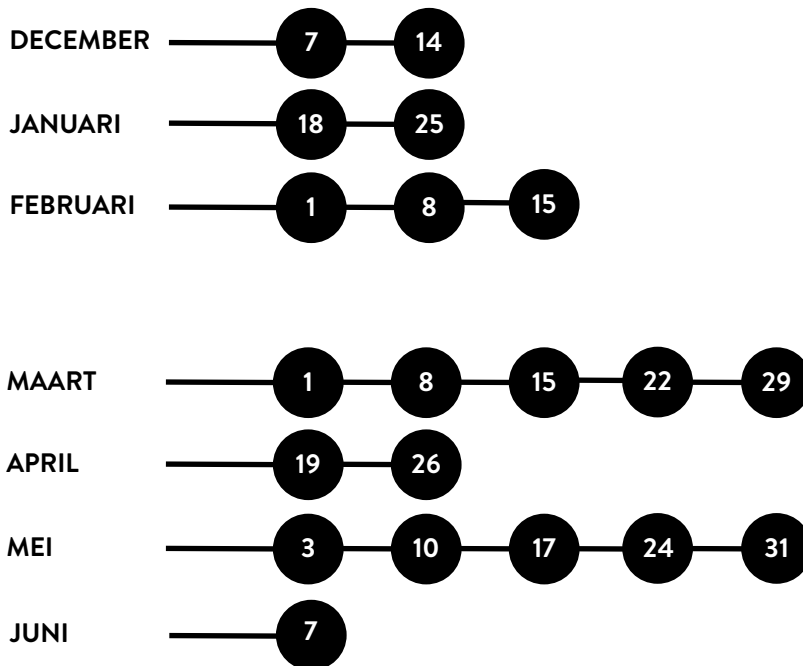 DECEMBER 7 14
JANUARI 18 25
FEBRUARI 1 8 15
MAART 1 8 15 22 29
APRIL 19 26
MEI 3 10 17 24 31
JUNI 7